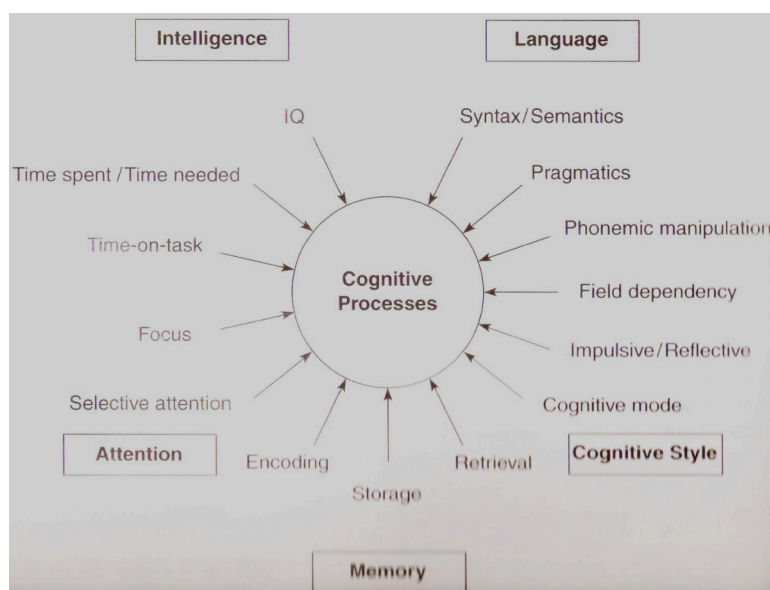 Intelligence
Language
IQ
Syntax/Semantics
Time spent/Time needed
Pragmatics
Phonemic manipulation
Time-on-task
Cognitive
Processes
Field dependency
Focus
Impulsive/Reflective
Selective attention
Cognitive mode
Attention
Encoding
Storage
Retrieval
Cognitive Style
Memory